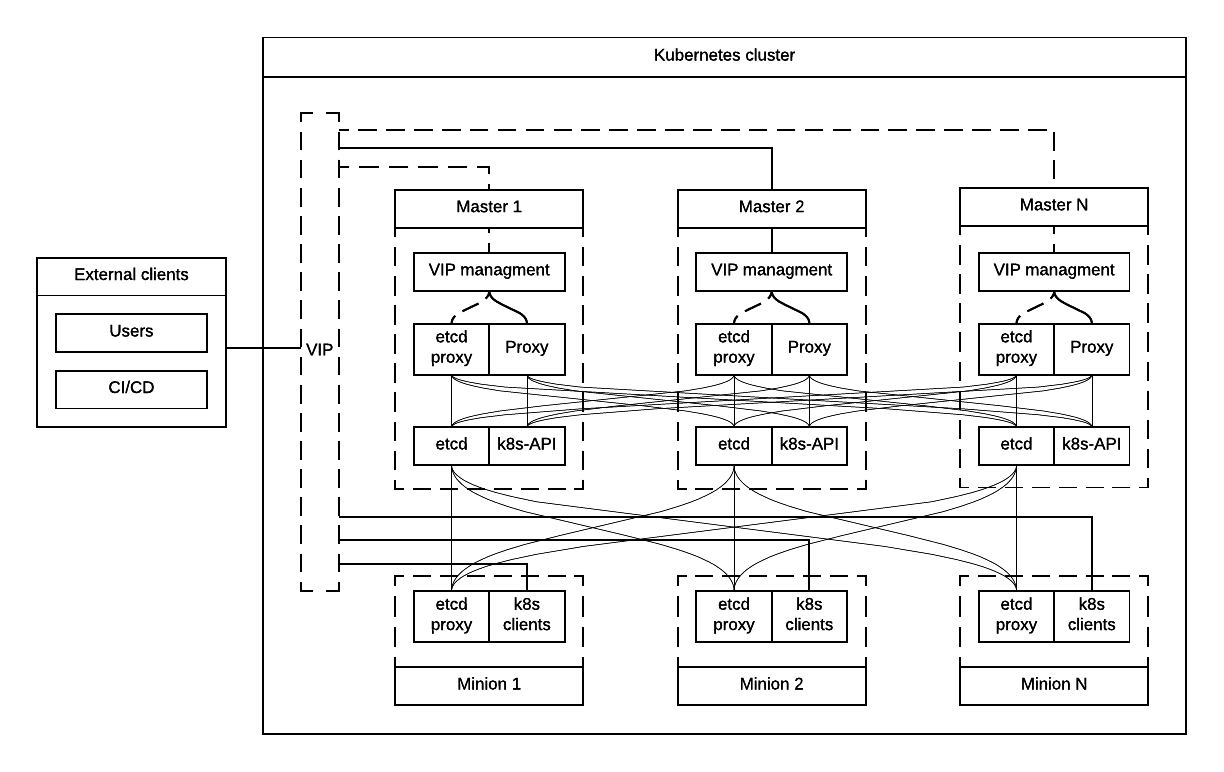 Kubernetes cluster
Master 1
Master 2
Master N
External clients
Users
CI/CD
VIP
VIP managment
VIP managment
VIP managment
etcd
proxy
Proxy
etcd
proxy
Proxy
etcd
proxy
Proxy
etcd
k8s-API
etcd
k8s-API
etcd
k8s-API
etcd
proxy
k8s
clients
etcd
proxy
k8s
clients
etcd
proxy
k8s
clients
Minion 1
Minion 2
Minion N